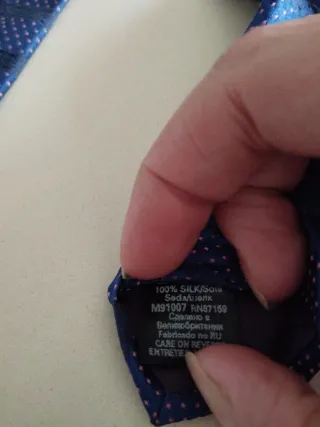 100% SILK/Soie
Seda/шелк
M91007 RN87169
Сделано в
Великобритании
Fabricado no RU
CARE ON REVERSE